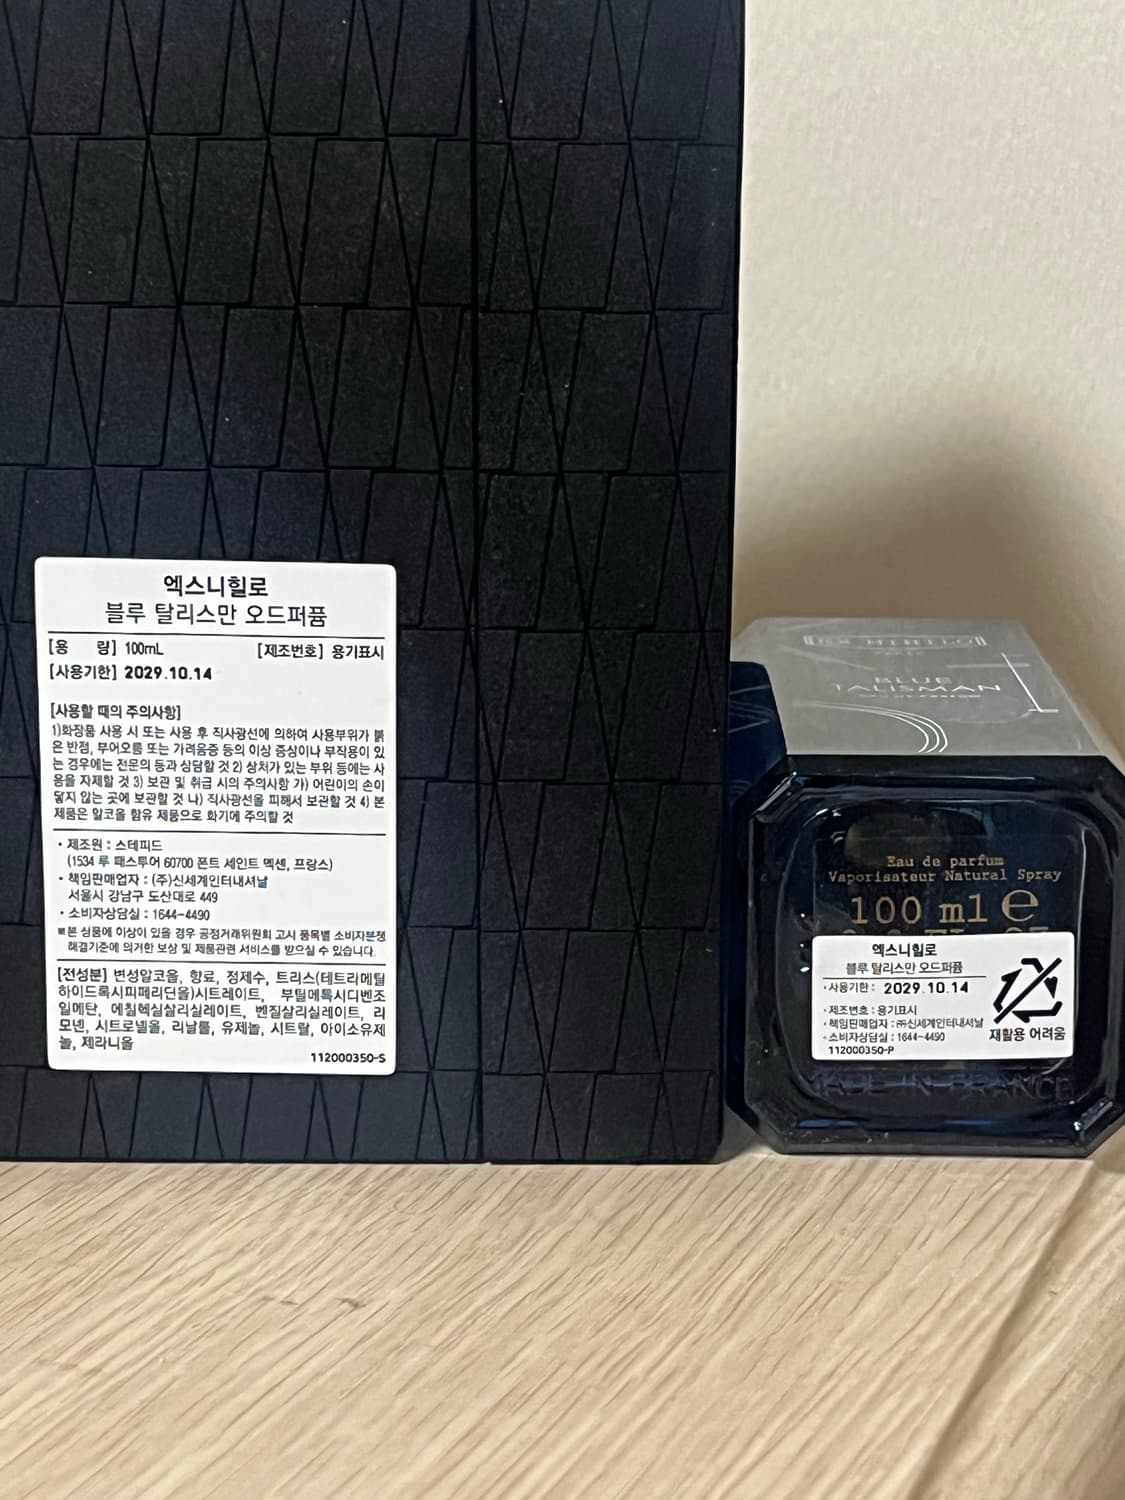 엑스니힐로
블루 탈리스만 오드퍼퓸
[용 량] 100mL [제조번호] 용기표시
[사용기한] 2029.10.14
[사용할 때의 주의사항]
1)화장품 사용 시 또는 사용 후 직사광선에 의하여 사용부위가 붉
은 반점, 부어오름 또는 가려움증 등의 이상 증상이나 부작용이 있
는 경우에는 전문의 등과 상담할 것 2) 상처가 있는 부위 등에는 사
용을 자제할 것 3) 보관 및 취급 시의 주의사항 가) 어린이의 손이
닿지 않는 곳에 보관할 것 나) 직사광선을 피해서 보관할 것 4) 본
제품은 알코올 함유 제품으로 화기에 주의할 것
• 제조원 : 스테피드
(1534 루 패스투어 60700 폰트 세인트 멕센, 프랑스)
• 책임판매업자 : (주)신세계인터내셔날
서울시 강남구 도산대로 449
• 소비자상담실 : 1644-4490
※본 상품에 이상이 있을 경우 공정거래위원회 고시 품목별 소비자분쟁
해결기준에 의거한 보상 및 제품관련 서비스를 받으실 수 있습니다.
[전성분] 변성알코올, 향료, 정제수, 트리스(테트라메틸
하이드록시피페리딘올)시트레이트, 부틸메톡시디벤조
일메탄, 에칠헥실살리실레이트, 벤질살리실레이트, 리
모넨, 시트로넬올, 리날룰, 유제놀, 시트랄, 아이소유제
놀, 제라니올
112000350-S
EX NIHILO
PARIS
BLUE
TALISMAN
EAU DE PARFUM
Eau de parfum
Vaporisateur Natural Spray
100 ml e
엑스니힐로
블루 탈리스만 오드퍼퓸
• 사용기한 : 2029.10.14
• 제조번호 : 용기표시
• 책임판매업자 : ㈜신세계인터내셔날
• 소비자상담실 : 1644-4490
112000350-P
재활용 어려움
MADE IN FRANCE